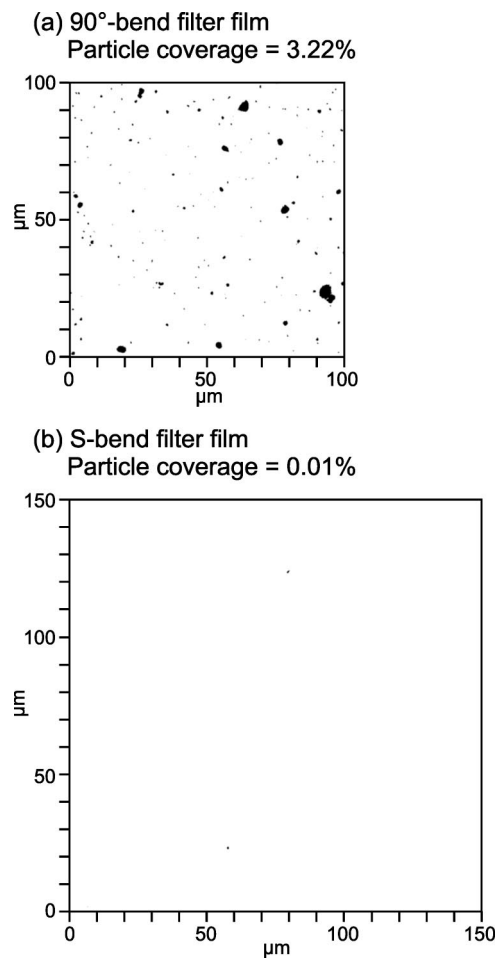 (a) 90°-bend filter film
Particle coverage = 3.22%
100
50
0
µm
0 50 100
µm
(b) S-bend filter film
Particle coverage = 0.01%
150
100
50
0
µm
0 50 100 150
µm